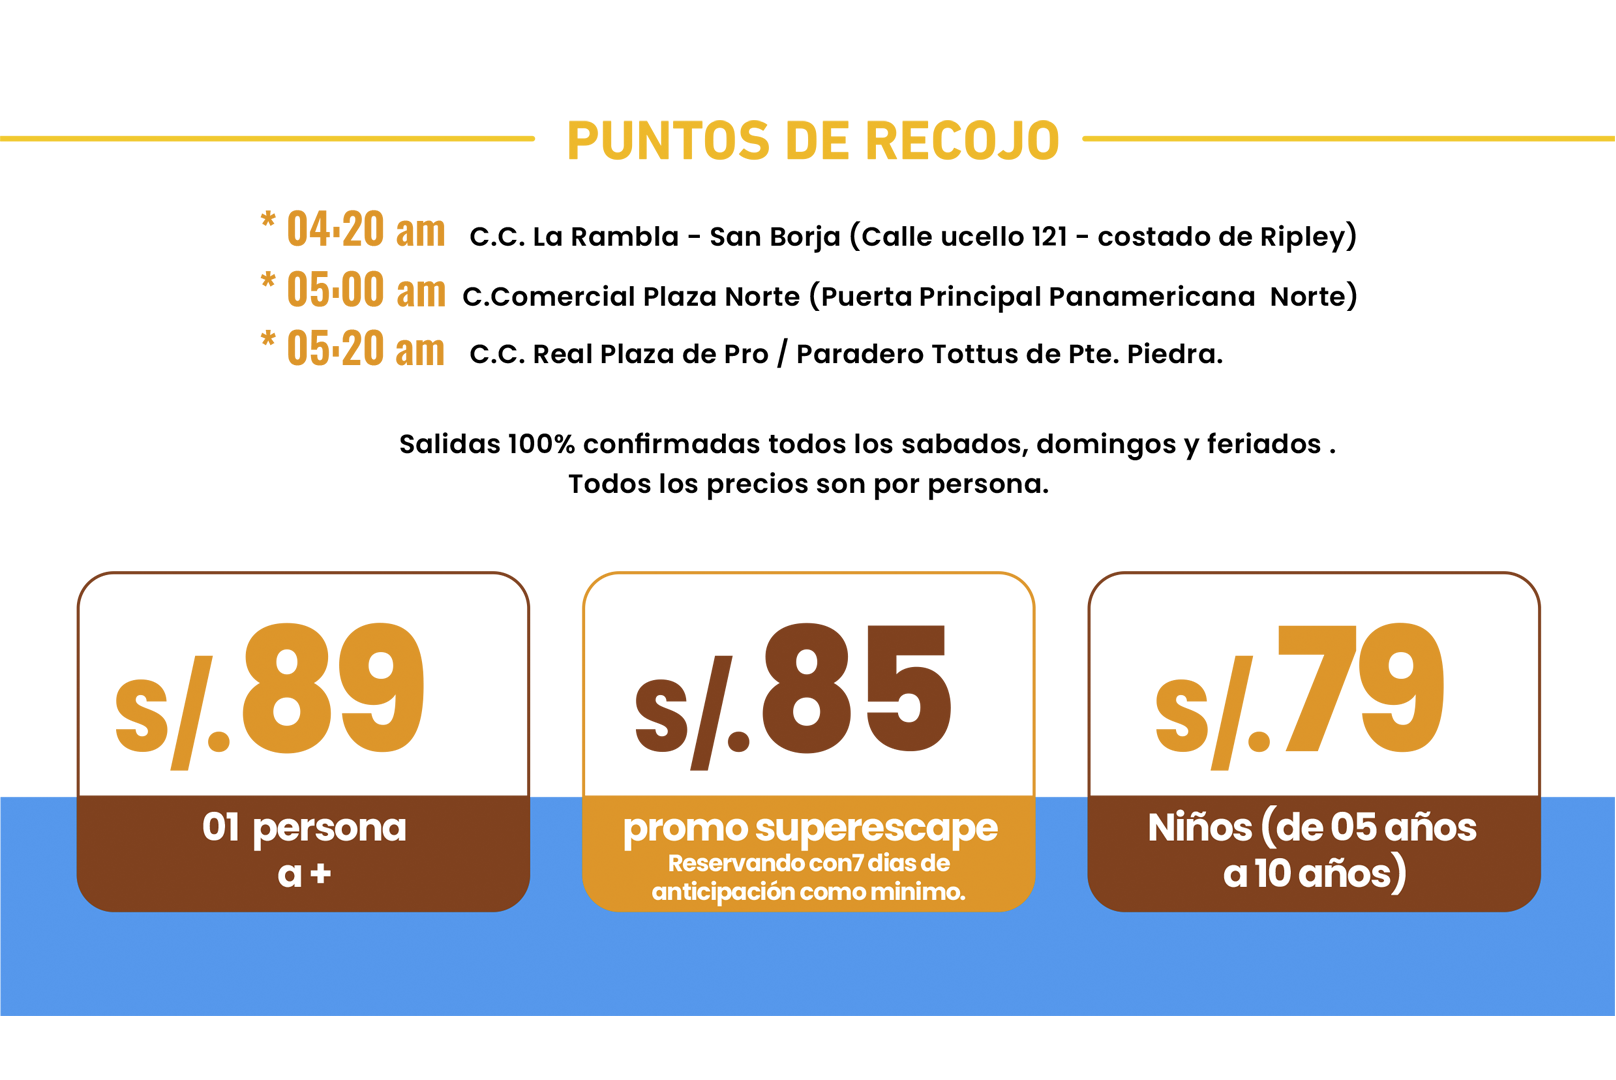 PUNTOS DE RECOJO
* 04:20 am C.C. La Rambla - San Borja (Calle ucello 121 - costado de Ripley)
* 05:00 am C.Comercial Plaza Norte (Puerta Principal Panamericana Norte)
* 05:20 am C.C. Real Plaza de Pro / Paradero Tottus de Pte. Piedra.
Salidas 100% confirmadas todos los sabados, domingos y feriados .
Todos los precios son por persona.
S/.89
01 persona
a +
S/.85
promo superescape
Reservando con7 dias de
anticipación como minimo.
S/.79
Niños (de 05 años
a 10 años)